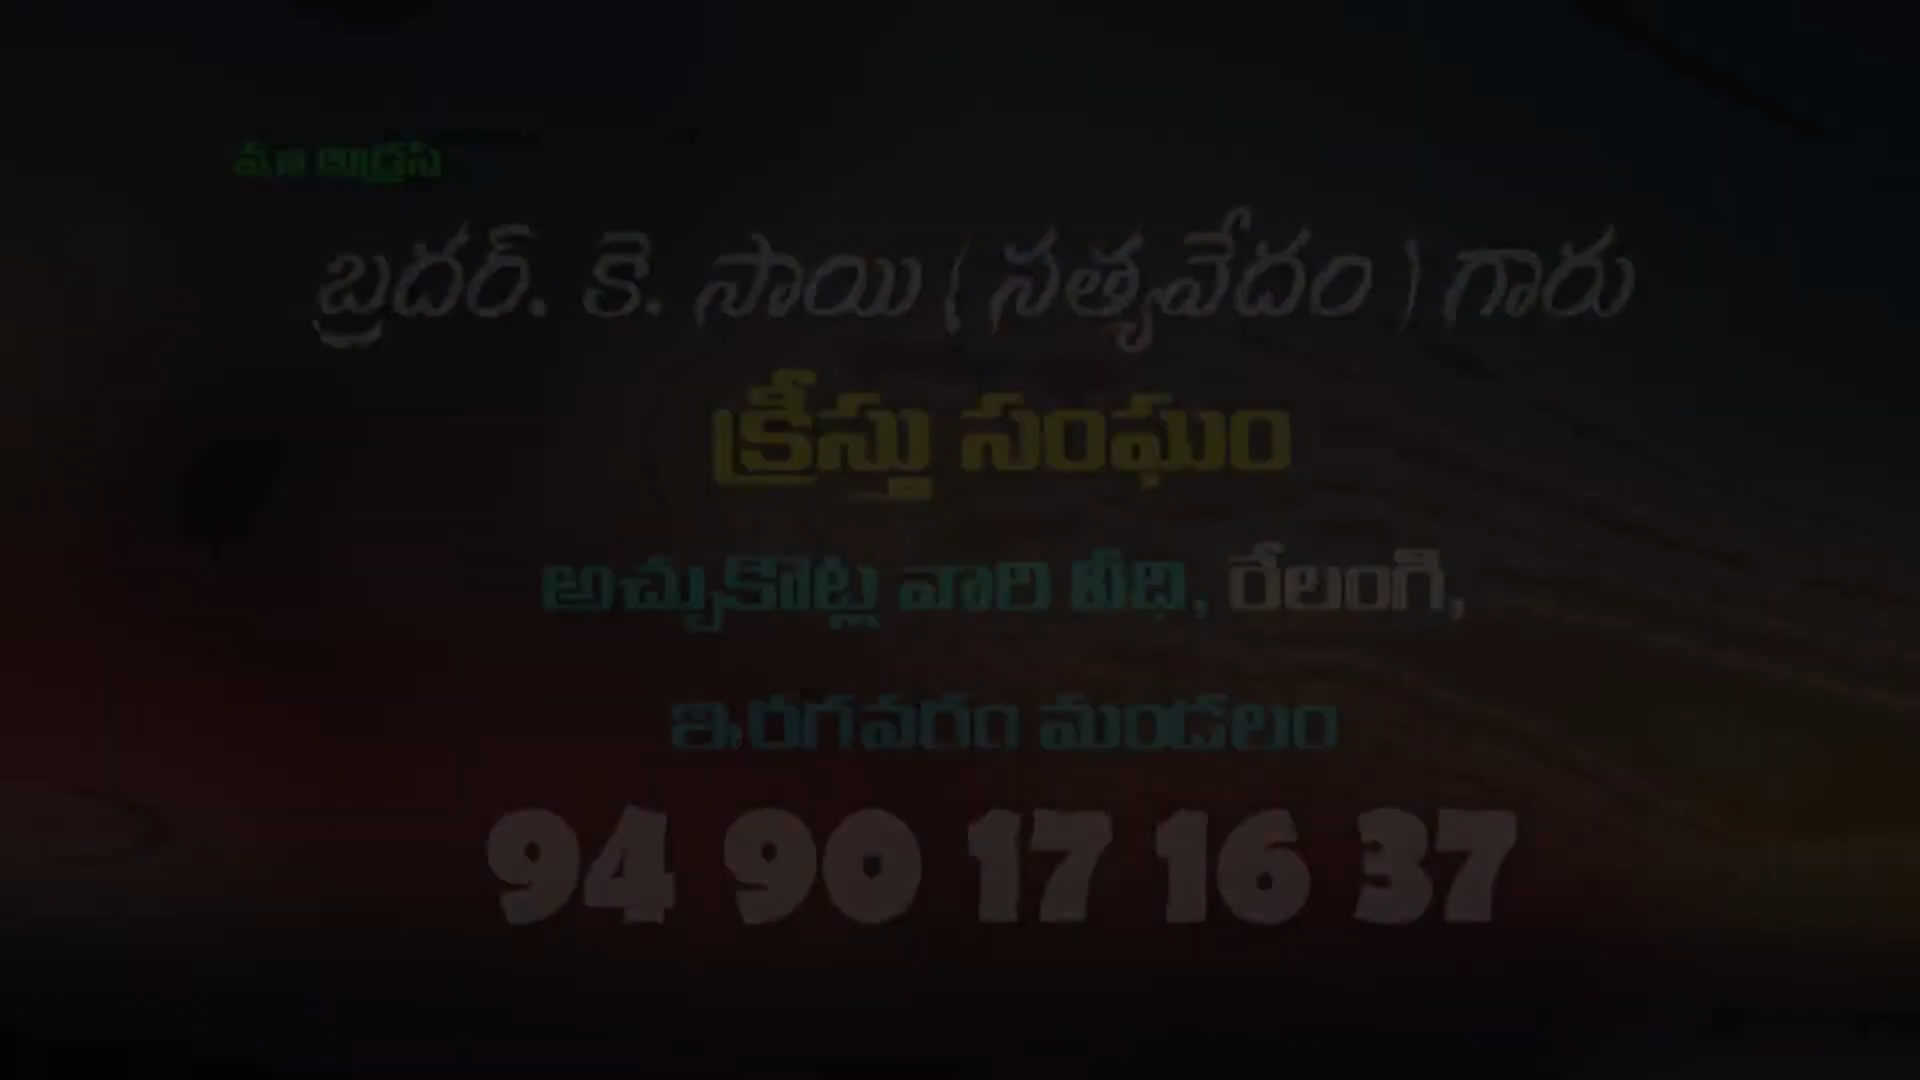 మా అడ్రస్
బ్రదర్. కె. సాయి ( సత్యవేదం ) గారు
క్రీస్తు సంఘం
అచ్చుకొట్ల వారి వీధి, రేలంగి,
ఇరగవరం మండలం
94 90 17 16 37